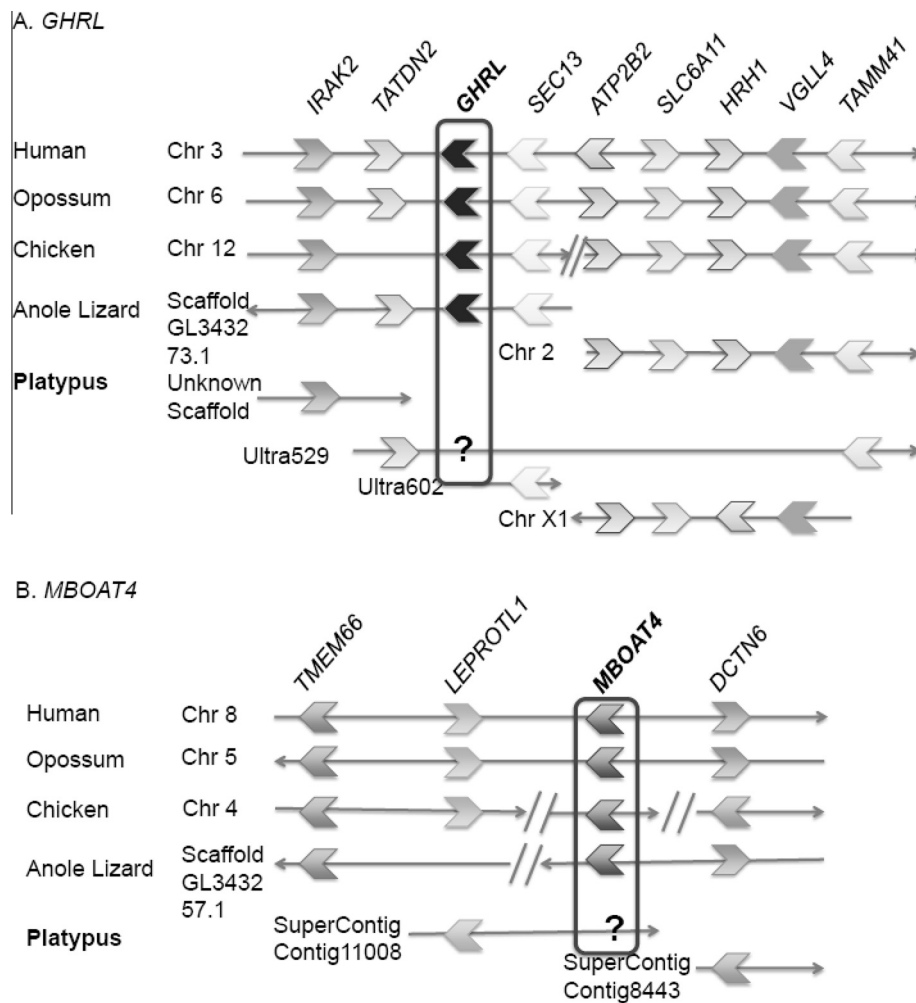 A. GHRL
IRAK2 TATDN2 GHRL SEC13 ATP2B2 SLC6A11 HRH1 VGLL4 TAMM41
Human Chr 3
Opossum Chr 6
Chicken Chr 12
Anole Lizard Scaffold
GL3432
73.1
Chr 2
Platypus Unknown
Scaffold
Ultra529 ?
Ultra602
Chr X1
B. MBOAT4
TMEM66 LEPROTL1 MBOAT4 DCTN6
Human Chr 8
Opossum Chr 5
Chicken Chr 4
Anole Lizard Scaffold
GL3432
57.1
Platypus SuperContig ?
Contig11008
SuperContig
Contig8443